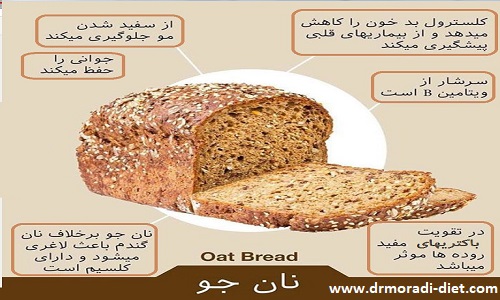 کلسترول بد خون را کاهش
میدهد و از بیماریهای قلبی
پیشگیری میکند
از سفید شدن
مو جلوگیری میکند
جوانی را
حفظ میکند
سرشار از
ویتامین B است
نان جو برخلاف نان
گندم باعث لاغری
میشود و دارای
کلسیم است
در تقویت
باکتریهای مفید
روده ها موثر
میباشد
Oat Bread
نان جو
www.drmoradi-diet.com